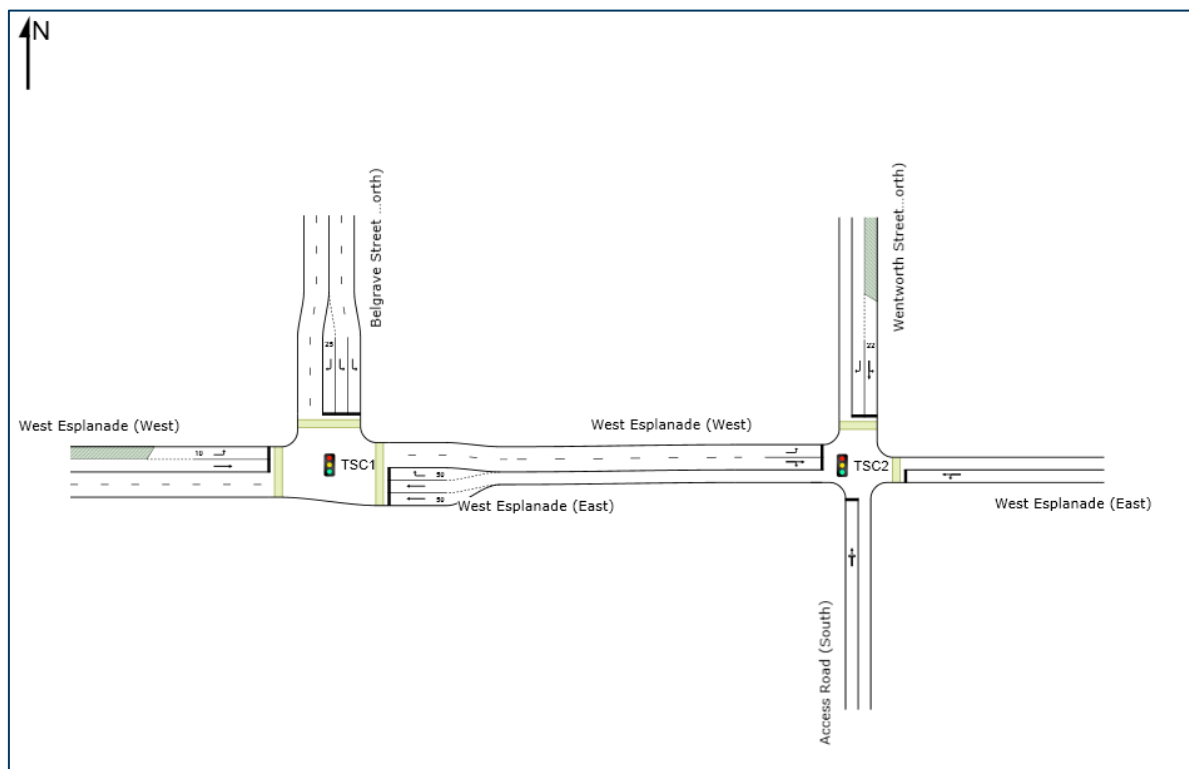 N
Belgrave Street ...orth)
Wentworth Street...orth)
25
22
West Esplanade (West)
West Esplanade (West)
10
TSC1
TSC2
50
50
West Esplanade (East)
West Esplanade (East)
Access Road (South)